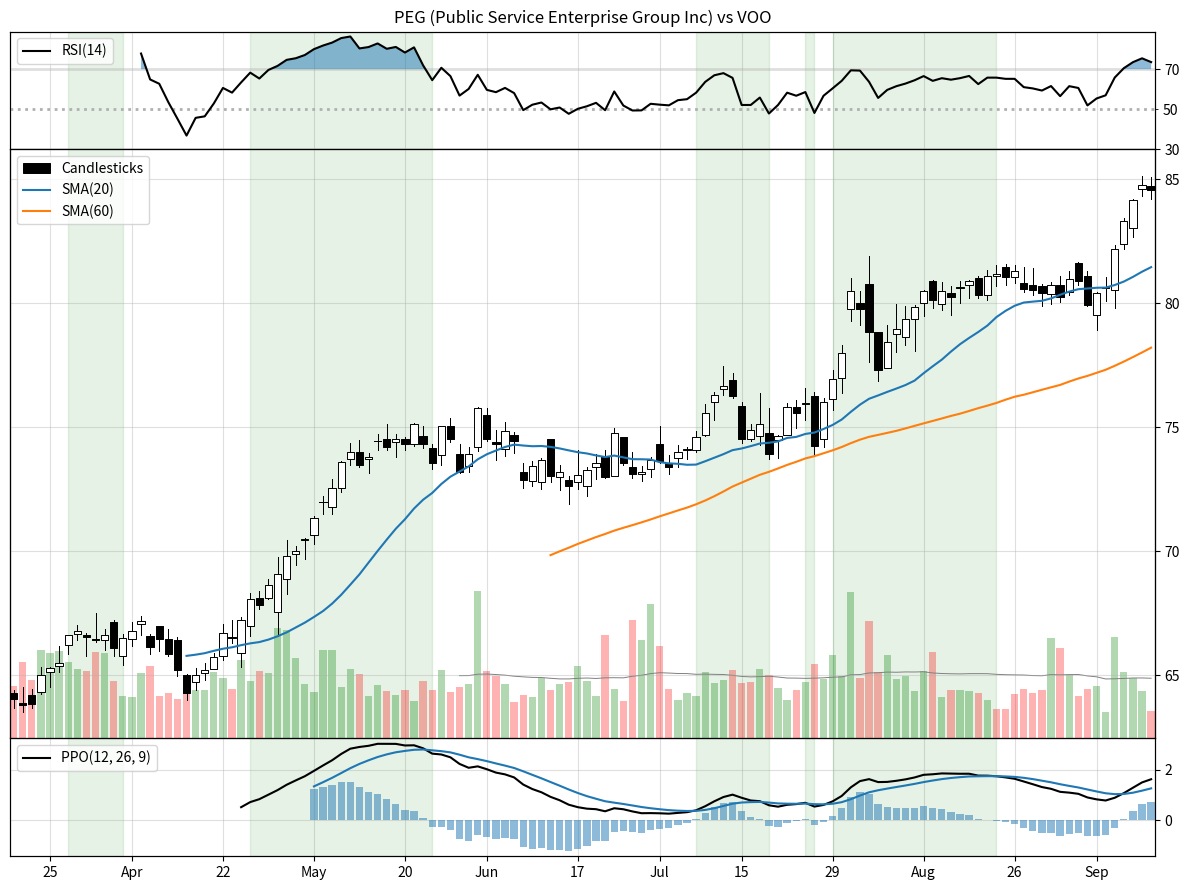 PEG (Public Service Enterprise Group Inc) vs VOO
RSI(14)
70
50
30
Candlesticks
SMA(20)
SMA(60)
85
80
75
70
65
PPO(12, 26, 9)
2
0
25 Apr 22 May 20 Jun 17 Jul 15 29 Aug 26 Sep